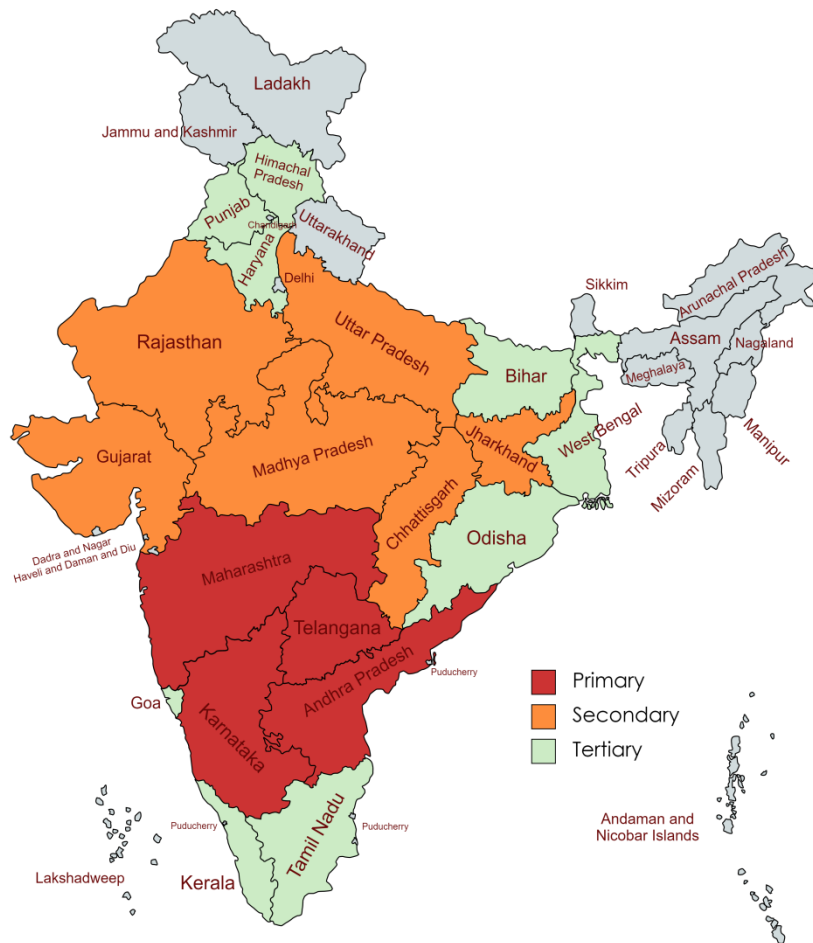 Ladakh
Jammu and Kashmir
Himachal
Pradesh
Punjab
Chandigarh
Uttarakhand
Haryana
Delhi
Sikkim
Arunachal Pradesh
Rajasthan
Uttar Pradesh
Assam
Nagaland
Bihar
Meghalaya
Gujarat
Madhya Pradesh
Jharkhand
West Bengal
Manipur
Tripura
Mizoram
Chhattisgarh
Odisha
Dadra and Nagar
Haveli and Daman and Diu
Maharashtra
Telangana
Andhra Pradesh
Puducherry
Primary
Goa
Secondary
Karnataka
Tertiary
Puducherry
Tamil Nadu
Puducherry
Andaman and
Nicobar Islands
Lakshadweep
Kerala